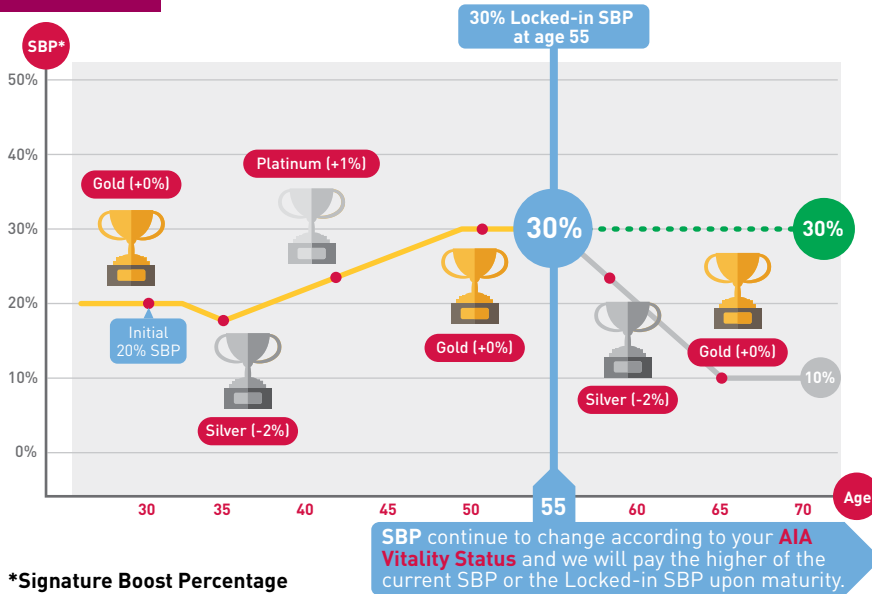 30% Locked-in SBP
at age 55
SBP*
50%
40%
30%
20%
10%
0%
Gold (+0%)
Platinum (+1%)
Initial
20% SBP
Silver (-2%)
Gold (+0%)
30%
30%
Silver (-2%)
Gold (+0%)
10%
30
35
40
45
50
55
60
65
70
Age
SBP continue to change according to your AIA
Vitality Status and we will pay the higher of the
current SBP or the Locked-in SBP upon maturity.
*Signature Boost Percentage